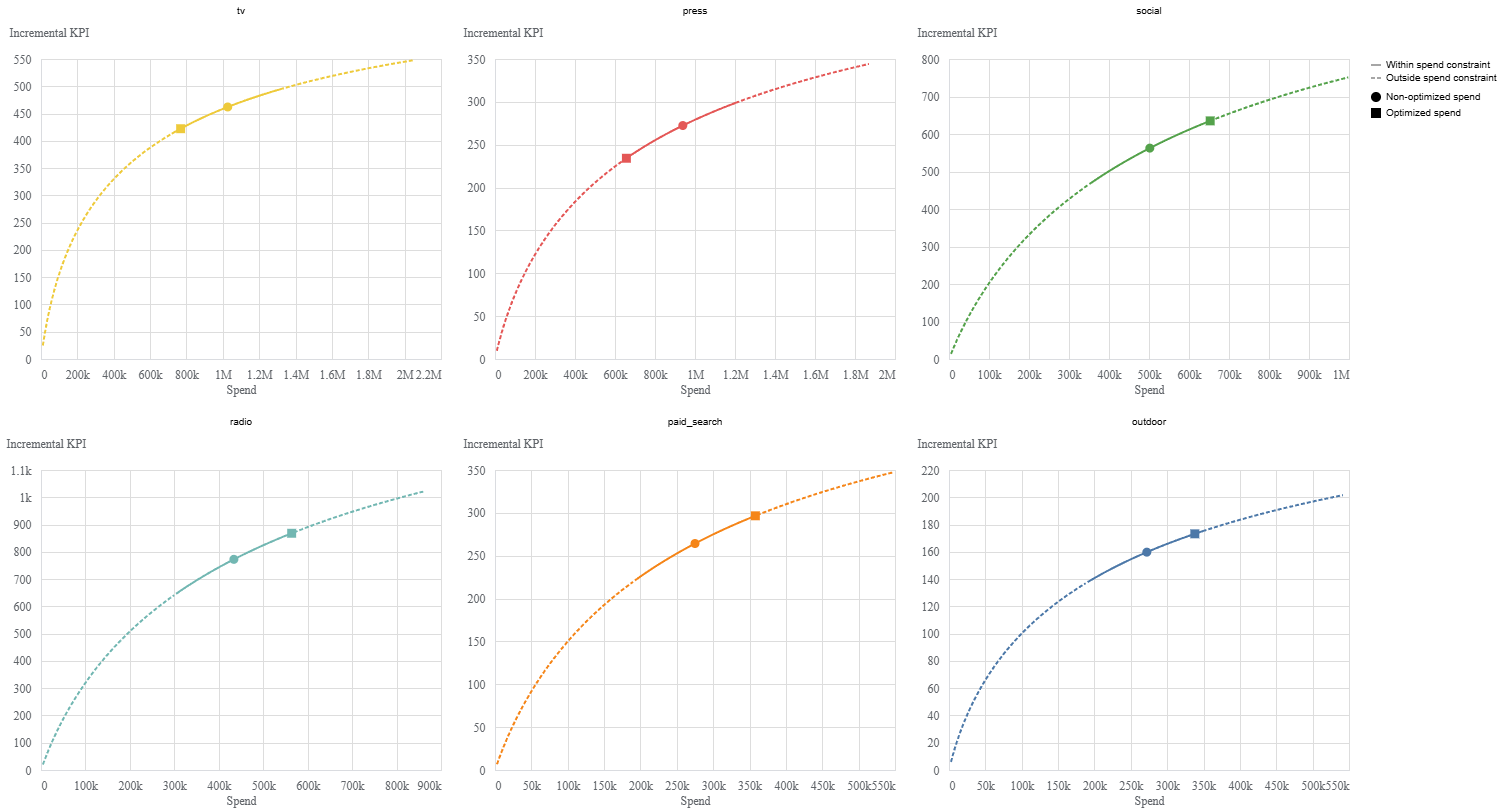 tv
Incremental KPI
550
500
450
400
350
300
250
200
150
100
50
0
0 200k 400k 600k 800k 1M 1.2M 1.4M 1.6M 1.8M 2M 2.2M
Spend
press
Incremental KPI
350
300
250
200
150
100
50
0
0 200k 400k 600k 800k 1M 1.2M 1.4M 1.6M 1.8M 2M
Spend
social
Incremental KPI
800
700
600
500
400
300
200
100
0
0 100k 200k 300k 400k 500k 600k 700k 800k 900k 1M
Spend
Within spend constraint
Outside spend constraint
Non-optimized spend
Optimized spend
radio
Incremental KPI
1.1k
1k
900
800
700
600
500
400
300
200
100
0
0 100k 200k 300k 400k 500k 600k 700k 800k 900k
Spend
paid_search
Incremental KPI
350
300
250
200
150
100
50
0
0 50k 100k 150k 200k 250k 300k 350k 400k 450k 500k 550k
Spend
outdoor
Incremental KPI
220
200
180
160
140
120
100
80
60
40
20
0
0 50k 100k 150k 200k 250k 300k 350k 400k 450k 500k 550k
Spend